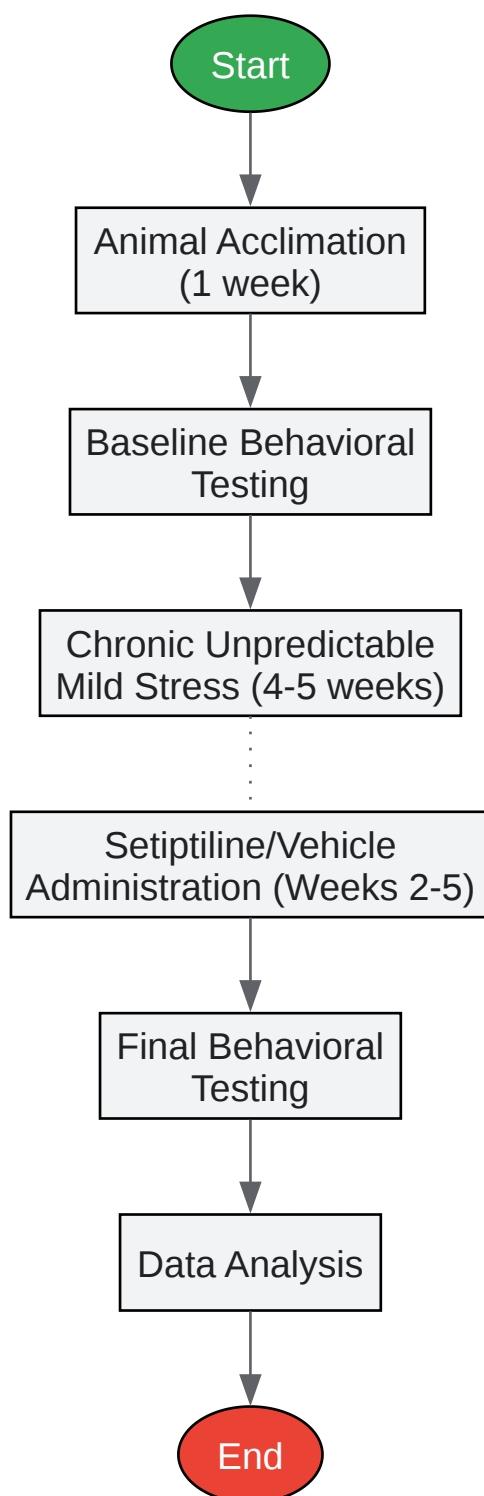 Start
Animal Acclimation
(1 week)
Baseline Behavioral
Testing
Chronic Unpredictable
Mild Stress (4-5 weeks)
Setiptiline/Vehicle
Administration (Weeks 2-5)
Final Behavioral
Testing
Data Analysis
End